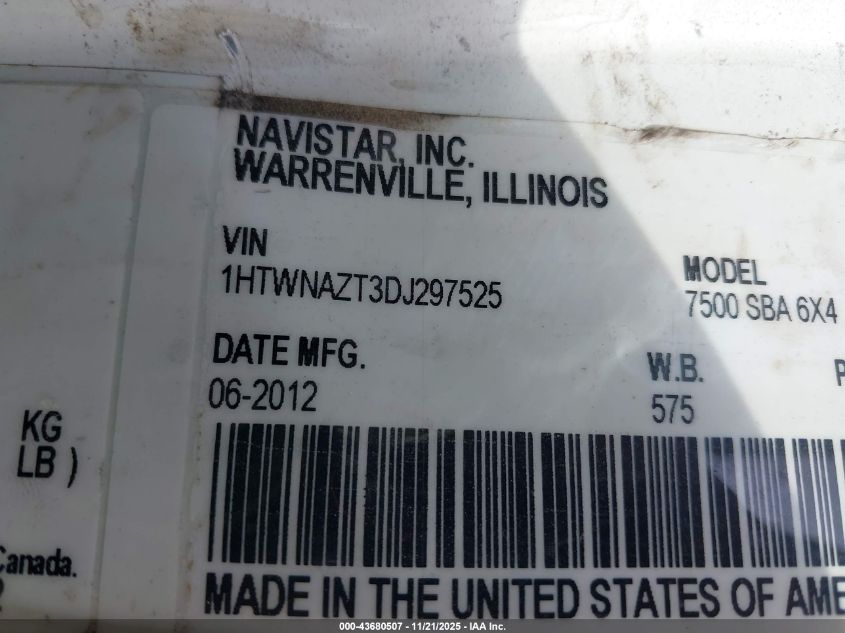 NAVISTAR, INC.
WARRENVILLE, ILLINOIS
VIN
1HTWNAZT3DJ297525
MODEL
7500 SBA 6X4
DATE MFG.
06-2012
W.B.
575
P
KG
LB )
Canada.
MADE IN THE UNITED STATES OF AME
000-43680507 - 11/21/2025 - IAA Inc.